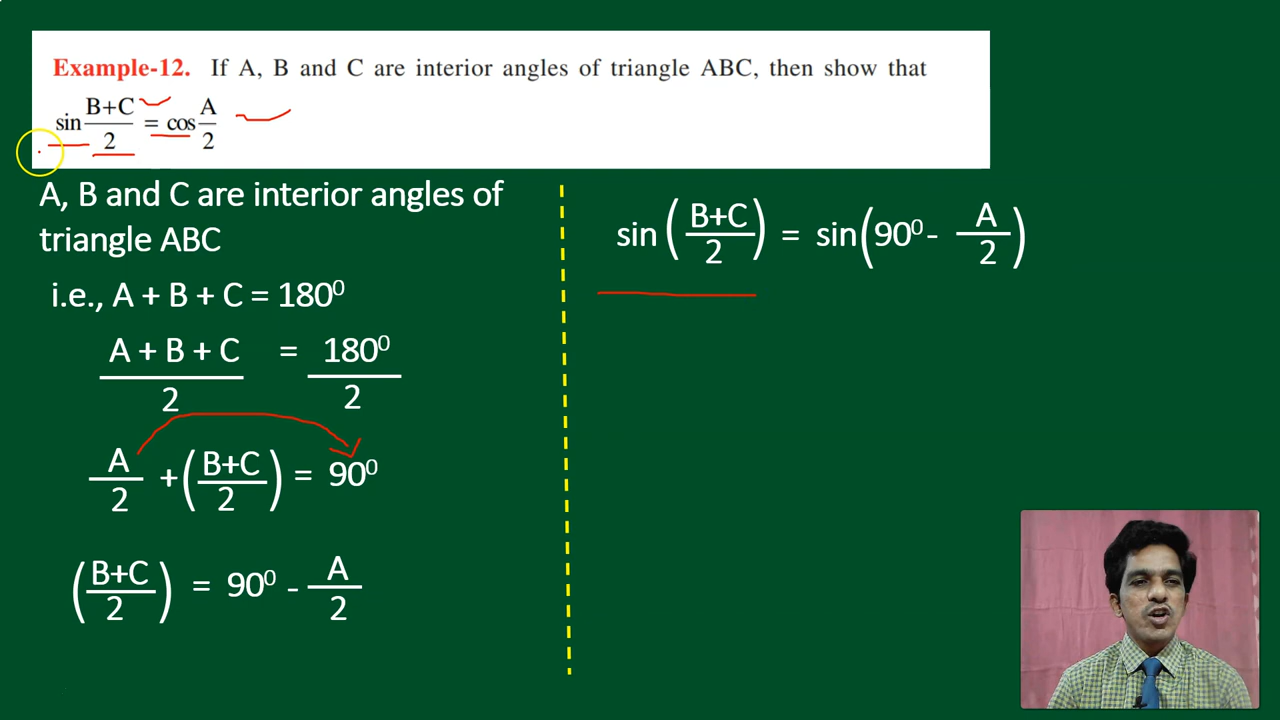 Example-12. If A, B and C are interior angles of triangle ABC, then show that
sin (B+C)/2 = cos A/2
A, B and C are interior angles of
triangle ABC
i.e., A + B + C = 180⁰
(A + B + C)/2 = 180⁰/2
A/2 + (B+C/2) = 90⁰
(B+C/2) = 90⁰ - A/2
sin (B+C/2) = sin(90⁰ - A/2)